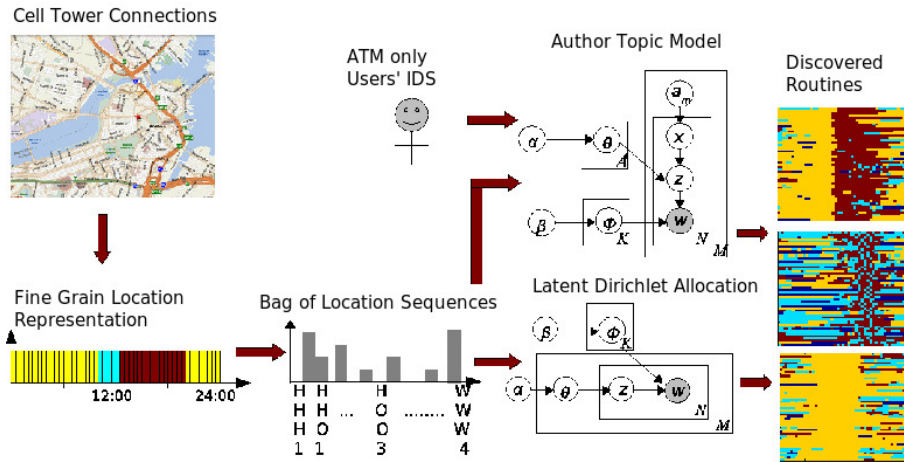 Cell Tower Connections
ATM only
Users' IDS
Author Topic Model
Discovered
Routines
a
m
α
θ
A
x
z
β
Φ
K
w
N
M
Fine Grain Location
Representation
12:00
24:00
Bag of Location Sequences
H H H W
H H ... O ........ W
H O O W
1 1 3 4
Latent Dirichlet Allocation
β
Φ
K
α
θ
z
w
N
M